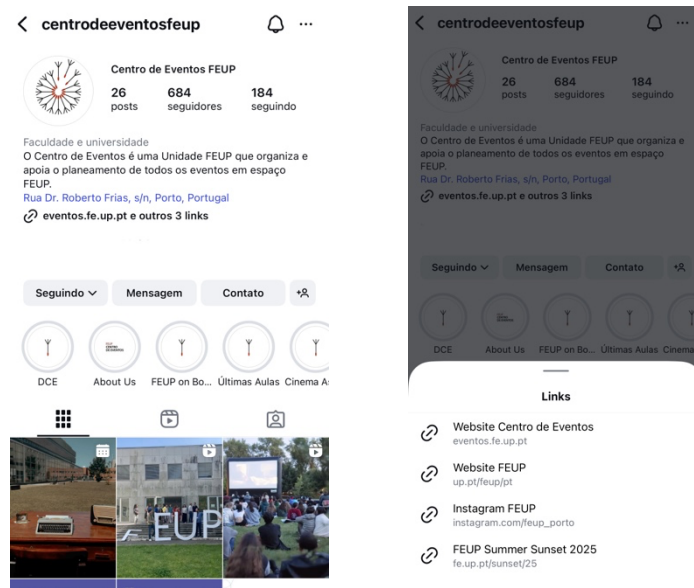 centrodeeventosfeup
Centro de Eventos FEUP
26 684 184
posts seguidores seguindo
Faculdade e universidade
O Centro de Eventos é uma Unidade FEUP que organiza e
apoia o planeamento de todos os eventos em espaço
FEUP.
Rua Dr. Roberto Frias, s/n, Porto, Portugal
eventos.fe.up.pt e outros 3 links
Seguindo Mensagem Contato
DCE About Us FEUP on Bo... Últimas Aulas Cinema A
FEUP
centrodeeventosfeup
Centro de Eventos FEUP
26 684 184
posts seguidores seguindo
Faculdade e universidade
O Centro de Eventos é uma Unidade FEUP que organiza e
apoia o planeamento de todos os eventos em espaço
FEUP.
Rua Dr. Roberto Frias, s/n, Porto, Portugal
eventos.fe.up.pt e outros 3 links
Seguindo Mensagem Contato
DCE About Us FEUP on Bo... Últimas Aulas Cinema
Links
Website Centro de Eventos
eventos.fe.up.pt
Website FEUP
up.pt/feup/pt
Instagram FEUP
instagram.com/feup_porto
FEUP Summer Sunset 2025
fe.up.pt/sunset/25